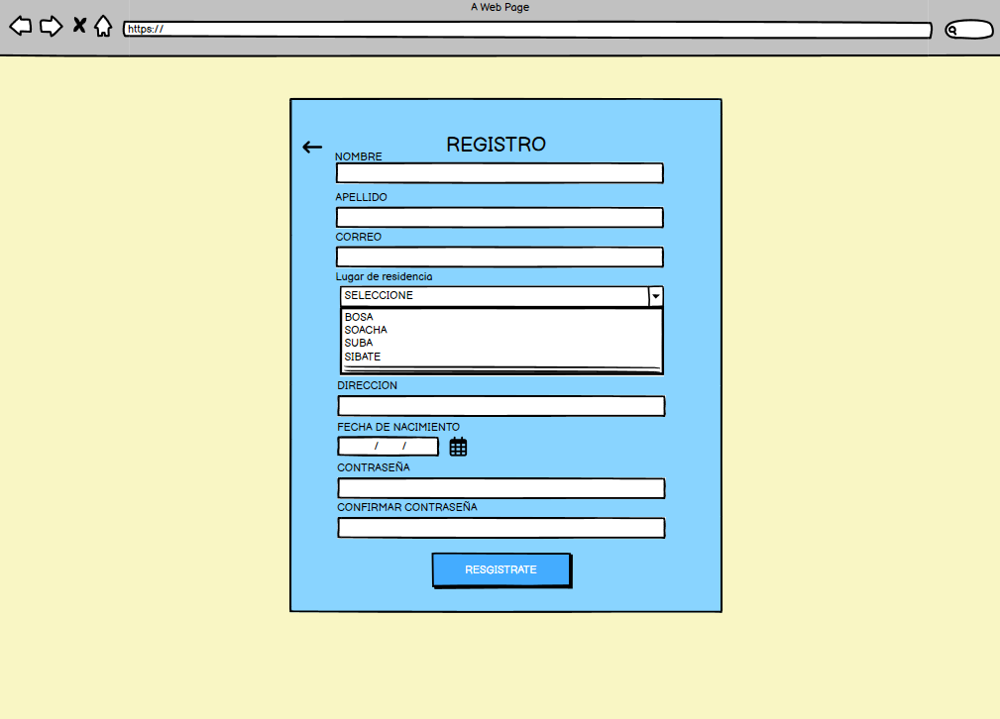 A Web Page
https://
REGISTRO
NOMBRE
APELLIDO
CORREO
Lugar de residencia
SELECCIONE
BOSA
SOACHA
SUBA
SIBATE
DIRECCION
FECHA DE NACIMIENTO
/ /
CONTRASEÑA
CONFIRMAR CONTRASEÑA
RESGISTRATE